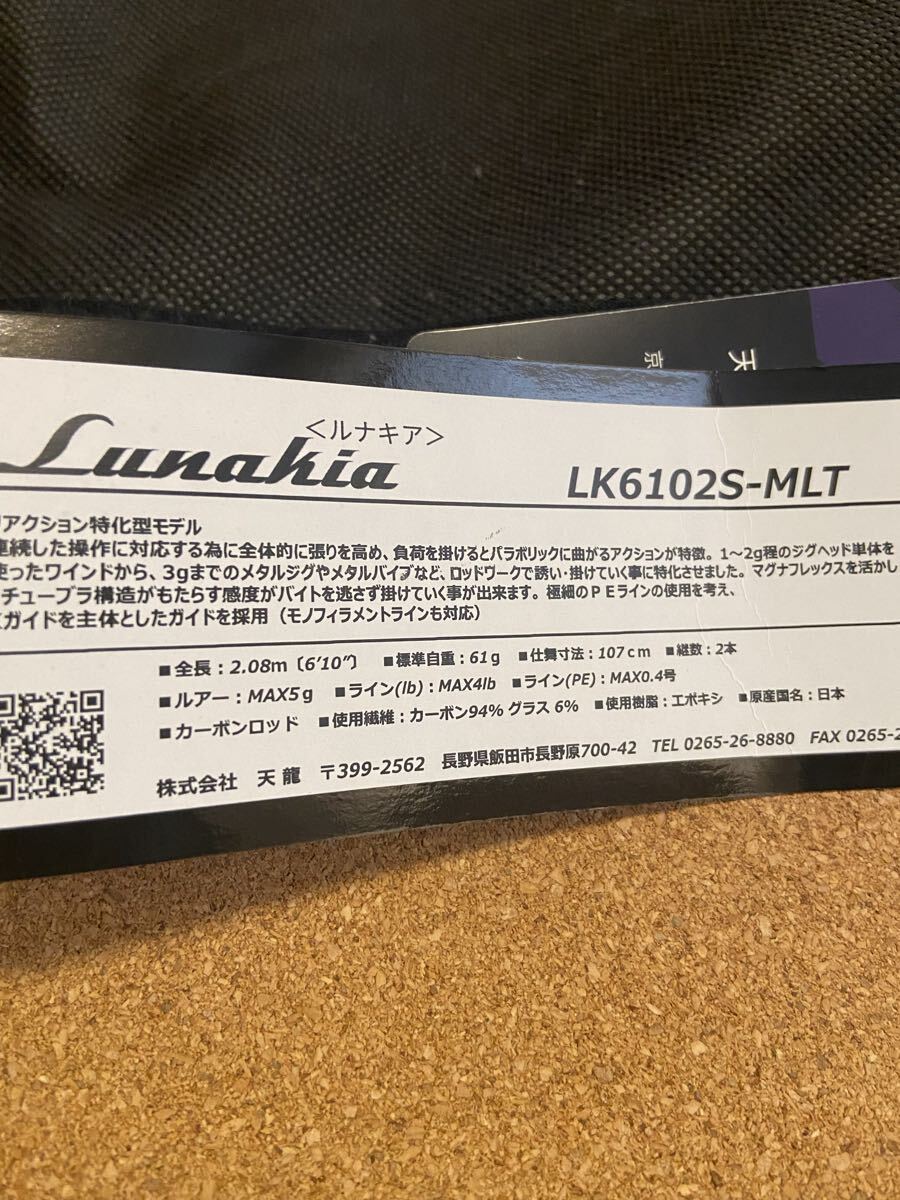 天
京
<ルナキア>
Lunakia
LK6102S-MLT
リアクション特化型モデル
連続した操作に対応する為に全体的に張りを高め、負荷を掛けるとパラボリックに曲がるアクションが特徴。1～2g程のジグヘッド単体を
使ったワインドから、3gまでのメタルジグやメタルバイブなど、ロッドワークで誘い・掛けていく事に特化させました。マグナフレックスを活かし
チューブラ構造がもたらす感度がバイトを逃さず掛けていく事が出来ます。極細のPEラインの使用を考え、
ガイドを主体としたガイドを採用（モノフィラメントラインも対応）
■全長：2.08m〔6'10"〕 ■標準自重：61g ■仕舞寸法：107cm ■継数：2本
■ルアー：MAX5g ■ライン(lb)：MAX4lb ■ライン(PE)：MAX0.4号
■カーボンロッド ■使用繊維：カーボン94% グラス6% ■使用樹脂：エポキシ ■原産国名：日本
株式会社 天龍 〒399-2562 長野県飯田市長野原700-42 TEL 0265-26-8880 FAX 0265-2